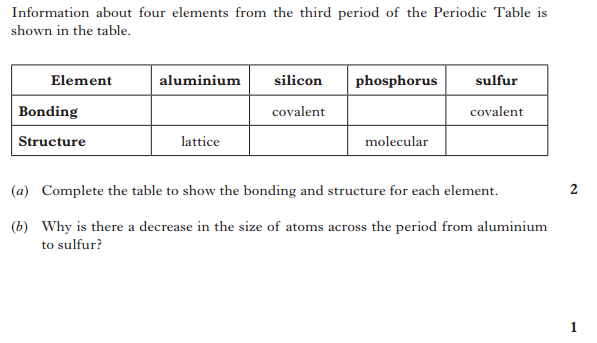 Information about four elements from the third period of the Periodic Table is
shown in the table.
Element aluminium silicon phosphorus sulfur
Bonding covalent covalent
Structure lattice molecular
(a) Complete the table to show the bonding and structure for each element. 2
(b) Why is there a decrease in the size of atoms across the period from aluminium
to sulfur?
1